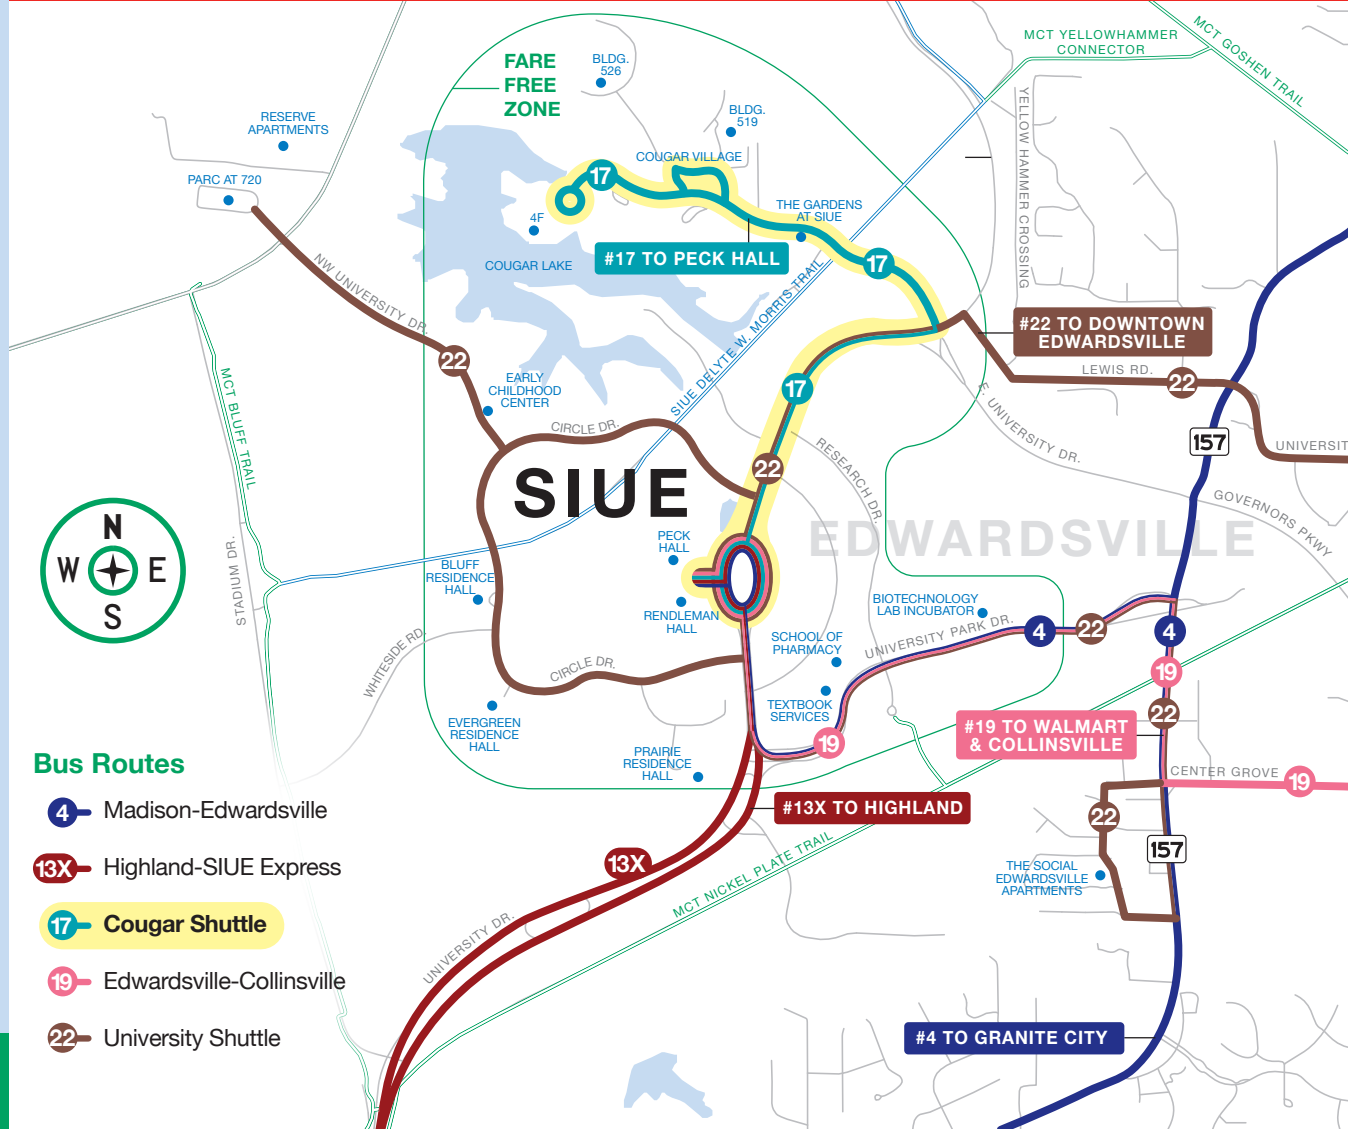 MCT YELLOWHAMMER
CONNECTOR
MCT GOSHEN TRAIL
FARE
FREE
ZONE
BLDG.
526
BLDG.
519
RESERVE
APARTMENTS
YELLOW HAMMER CROSSING
COUGAR VILLAGE
17
PARC AT 720
THE GARDENS
AT SIUE
4F
#17 TO PECK HALL
COUGAR LAKE
17
NW UNIVERSITY DR.
SIUE DELYTE W. MORRIS TRAIL
#22 TO DOWNTOWN
EDWARDSVILLE
22
LEWIS RD.
22
EARLY
CHILDHOOD
CENTER
17
MCT BLUFF TRAIL
E. UNIVERSITY DR.
CIRCLE DR.
157
UNIVERSIT
RESEARCH DR.
22
SIUE
GOVERNORS PKWY
EDWARDSVILLE
N
W
E
S
STADIUM DR.
PECK
HALL
BLUFF
RESIDENCE
HALL
RENDLEMAN
HALL
BIOTECHNOLOGY
LAB INCUBATOR
UNIVERSITY PARK DR.
4
22
4
SCHOOL OF
PHARMACY
WHITESIDE RD.
CIRCLE DR.
19
TEXTBOOK
SERVICES
22
EVERGREEN
RESIDENCE
HALL
#19 TO WALMART
& COLLINSVILLE
19
PRAIRIE
RESIDENCE
HALL
CENTER GROVE
19
Bus Routes
4 Madison-Edwardsville
#13X TO HIGHLAND
22
157
13X
13X Highland-SIUE Express
MCT NICKEL PLATE TRAIL
THE SOCIAL
EDWARDSVILLE
APARTMENTS
17 Cougar Shuttle
UNIVERSITY DR.
19 Edwardsville-Collinsville
22 University Shuttle
#4 TO GRANITE CITY